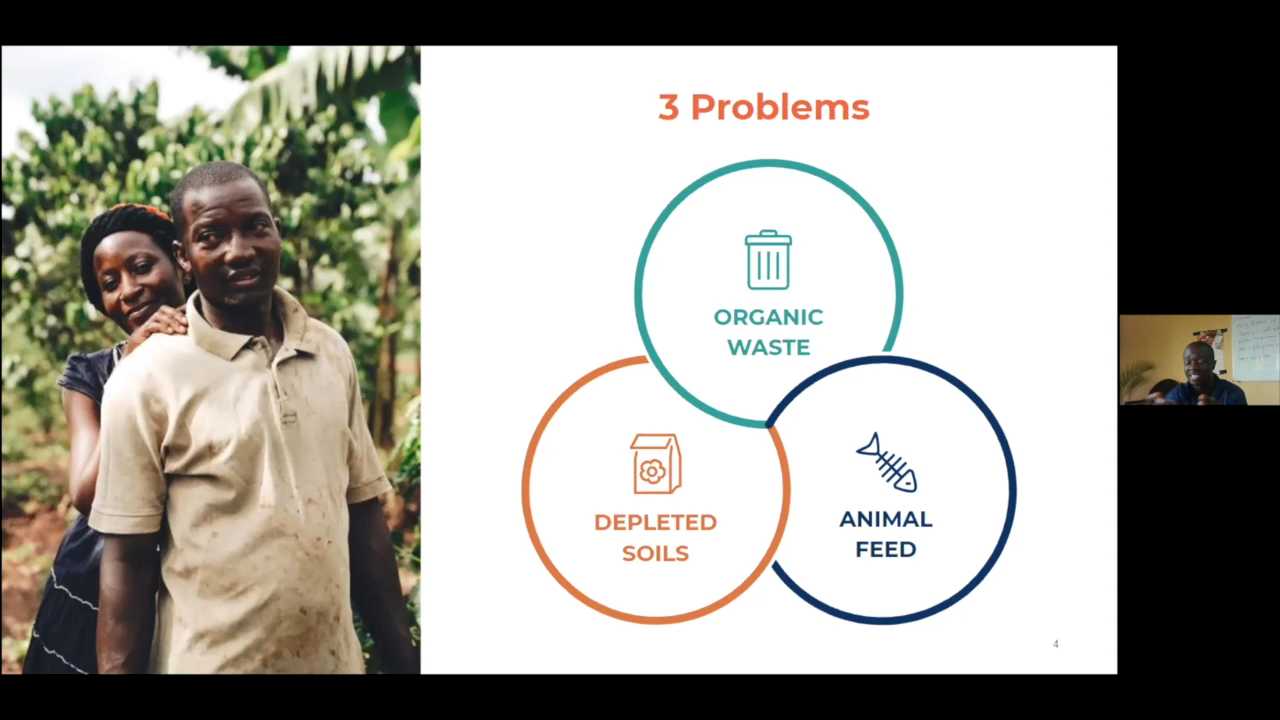 3 Problems
ORGANIC
WASTE
DEPLETED
SOILS
ANIMAL
FEED
4